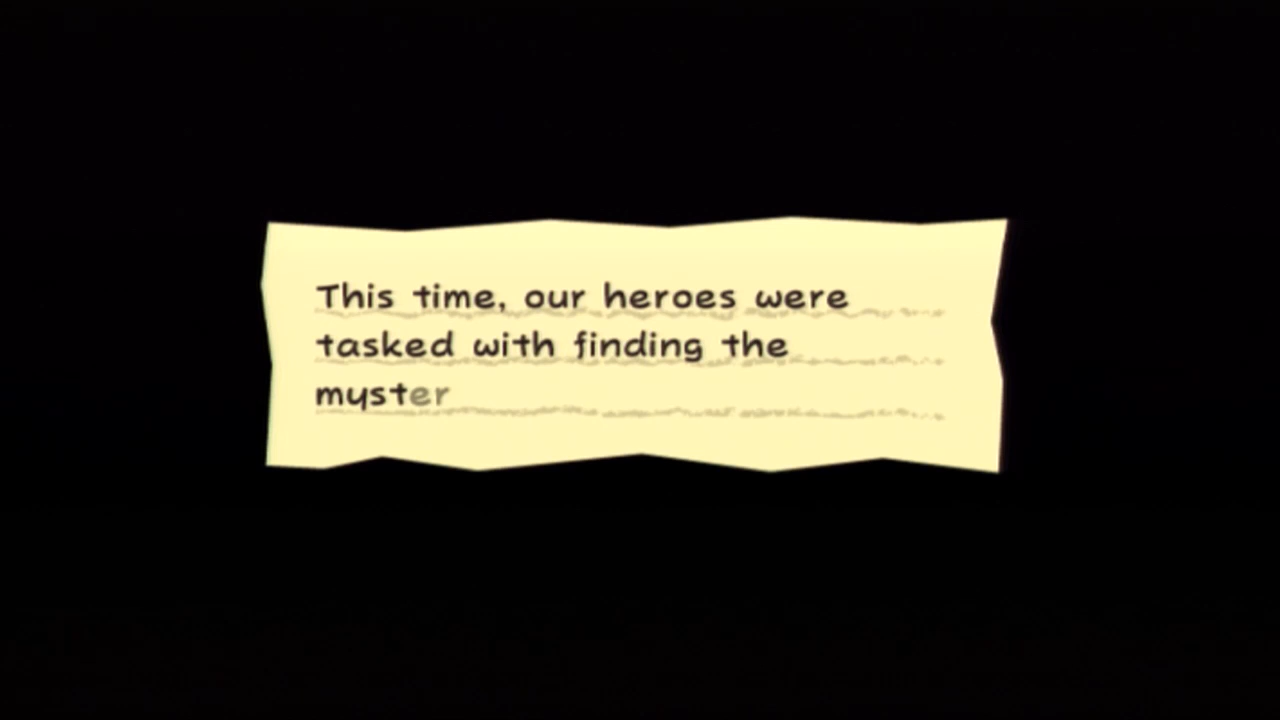 This time, our heroes were
tasked with finding the
myster